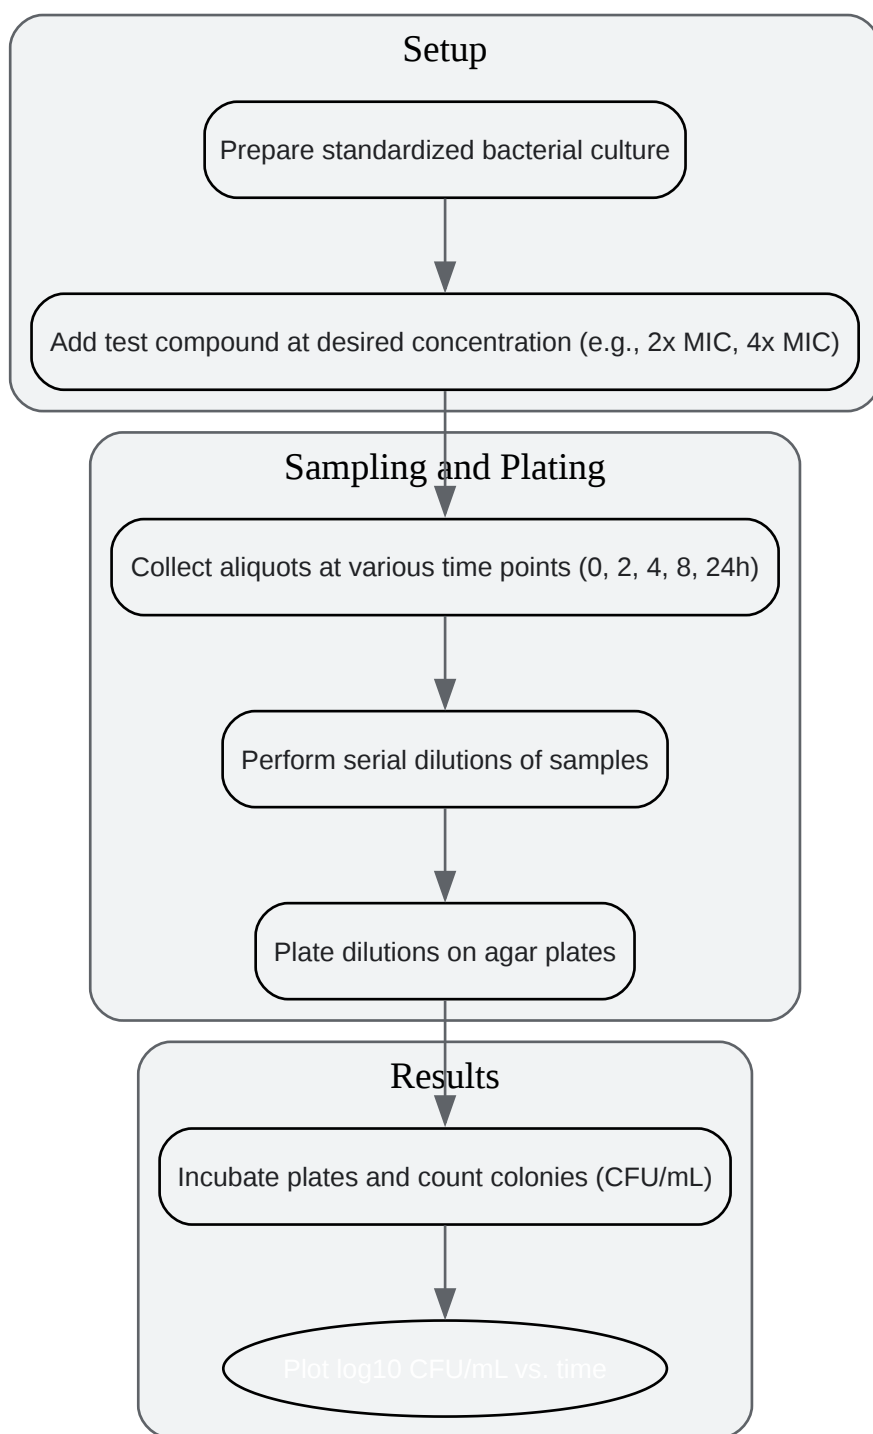 Setup
Prepare standardized bacterial culture
Add test compound at desired concentration (e.g., 2x MIC, 4x MIC)
Sampling and Plating
Collect aliquots at various time points (0, 2, 4, 8, 24h)
Perform serial dilutions of samples
Plate dilutions on agar plates
Results
Incubate plates and count colonies (CFU/mL)
Plot log10 CFU/mL vs. time